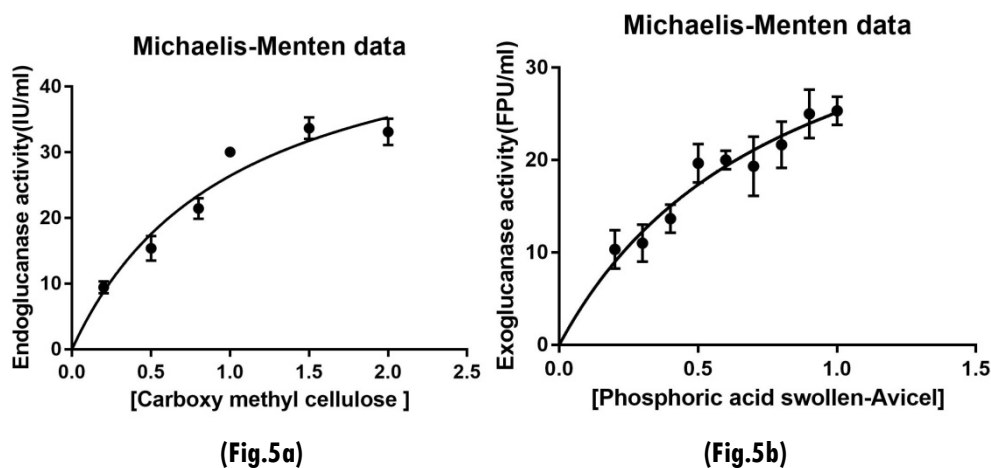 Michaelis-Menten data
Endoglucanase activity(IU/ml)
40
30
20
10
0
0.0 0.5 1.0 1.5 2.0 2.5
[Carboxy methyl cellulose ]
(Fig.5a)
Michaelis-Menten data
Exoglucanase activity(FPU/ml)
30
20
10
0
0.0 0.5 1.0 1.5
[Phosphoric acid swollen-Avicel]
(Fig.5b)